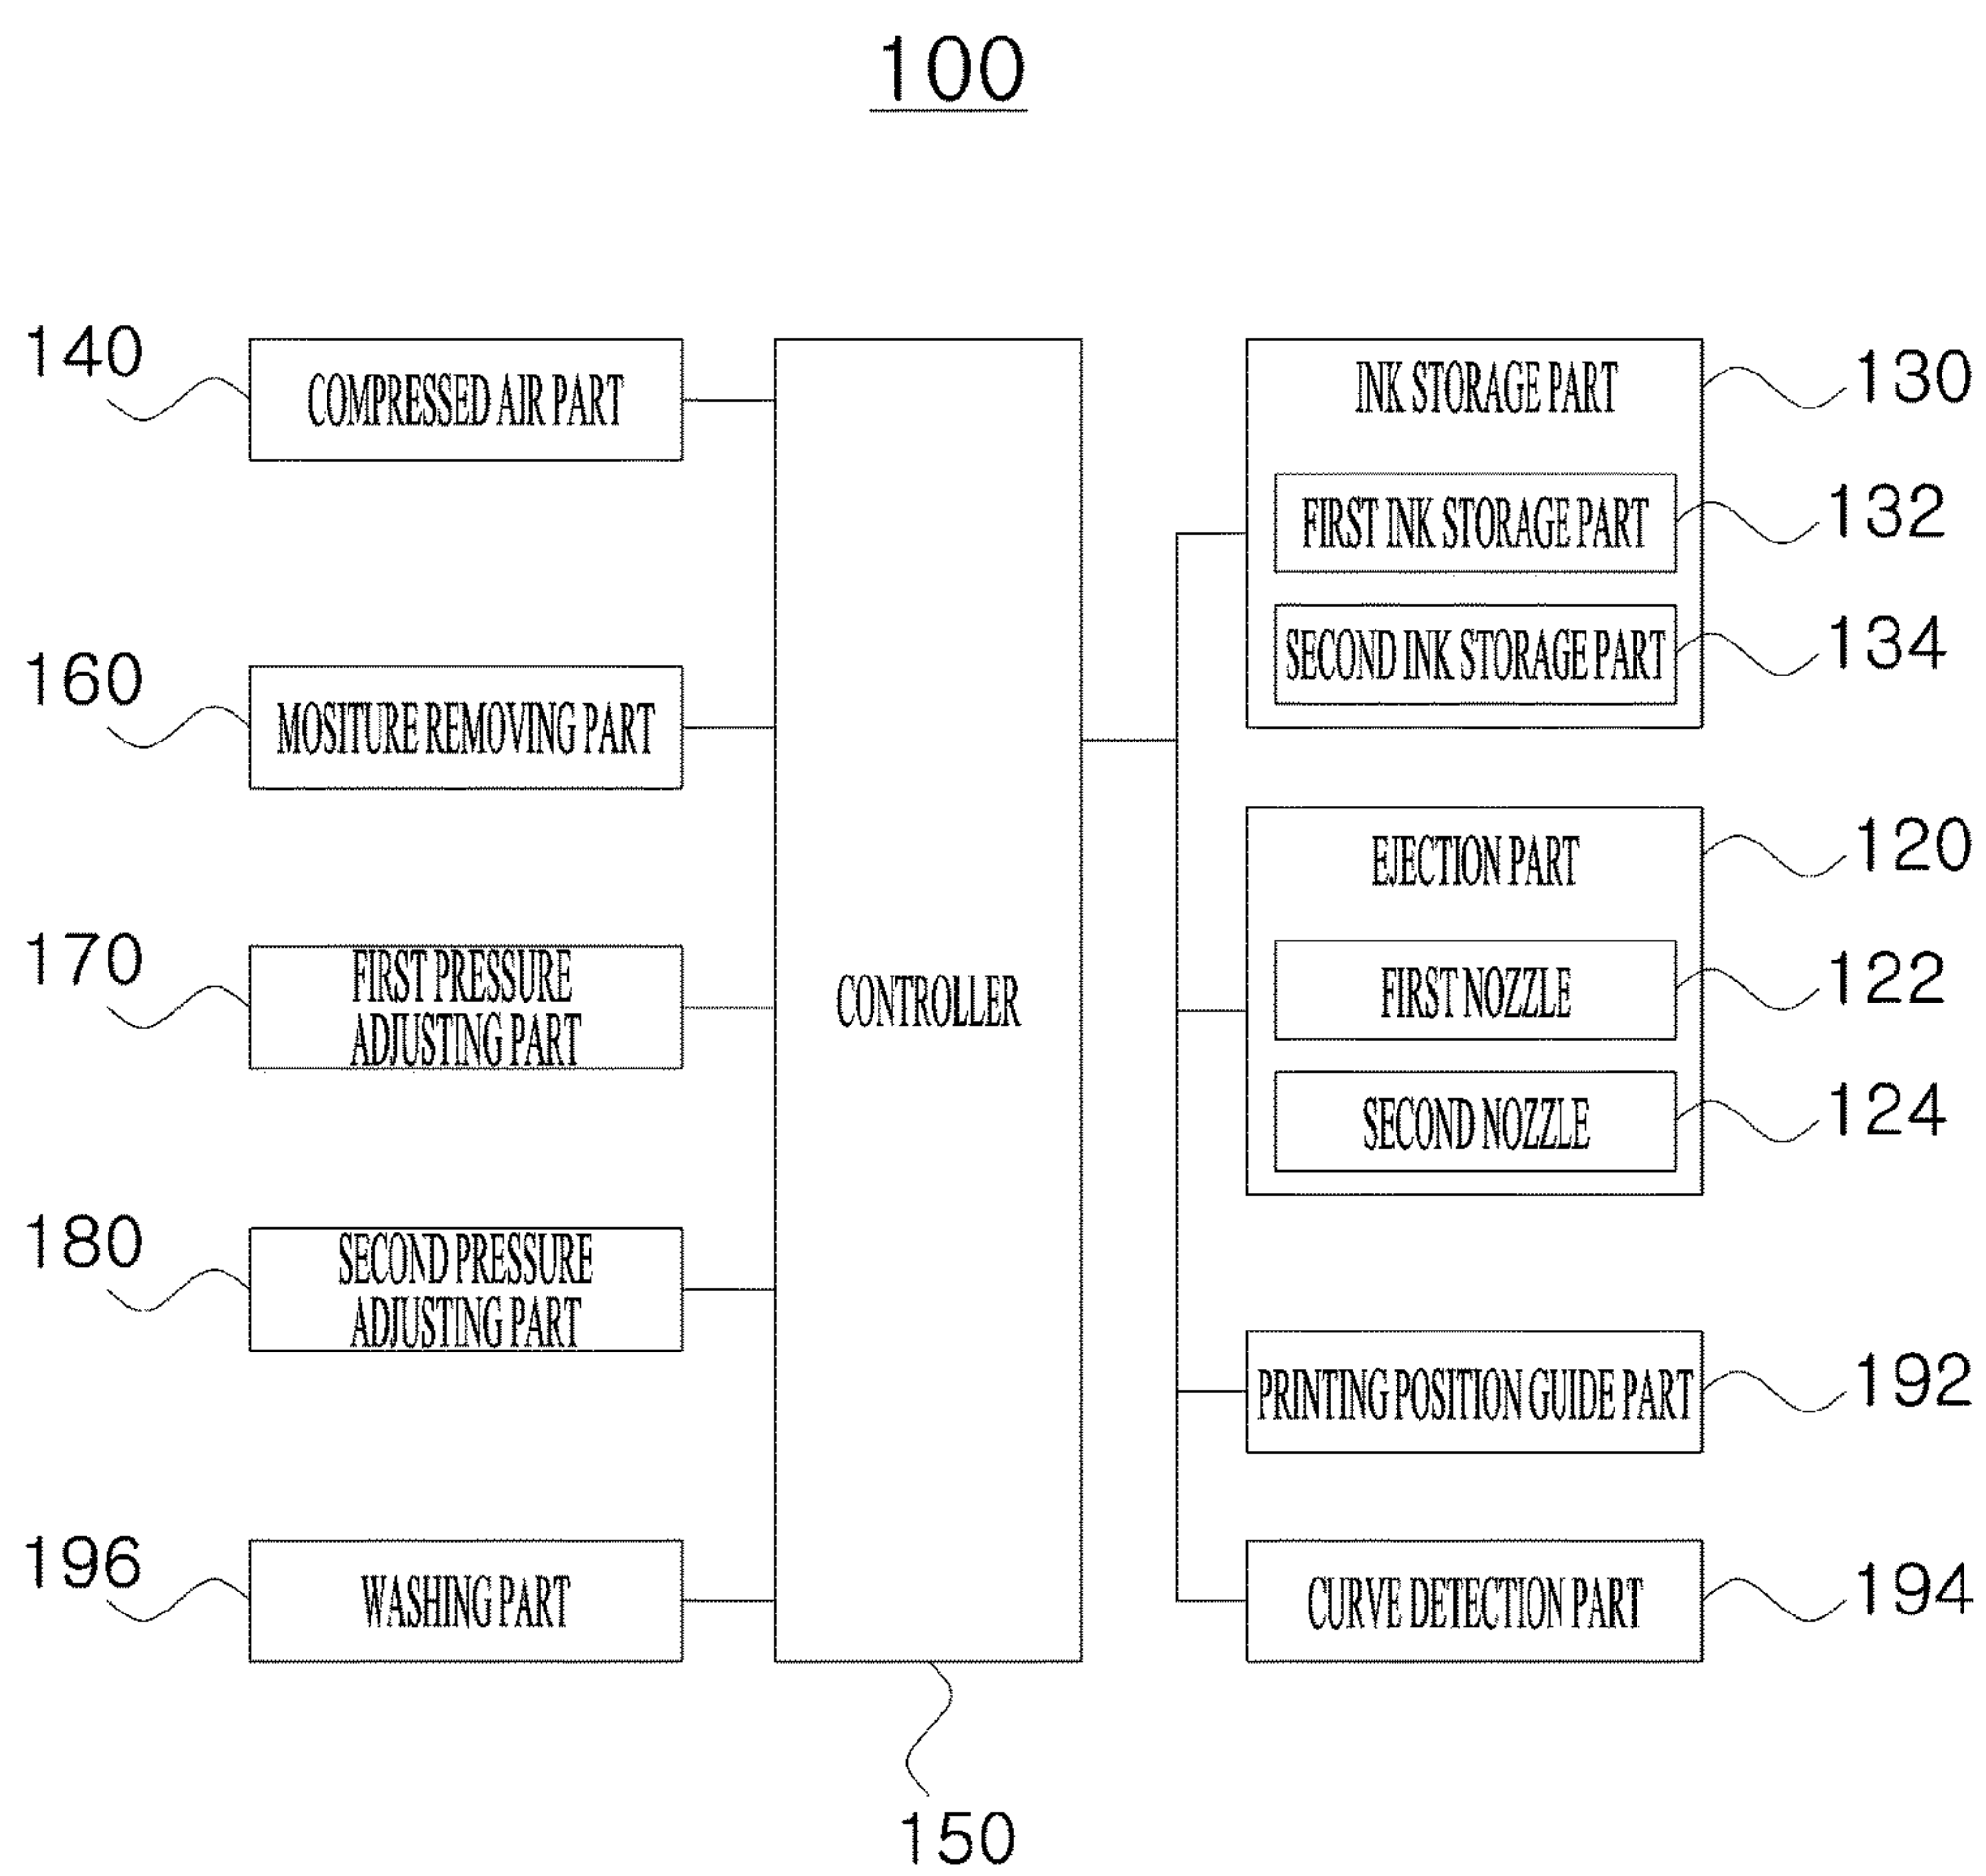 100
140
COMPRESSED AIR PART
160
MOSITURE REMOVING PART
170
FIRST PRESSURE
ADJUSTING PART
180
SECOND PRESSURE
ADJUSTING PART
196
WASHING PART
CONTROLLER
150
INK STORAGE PART
130
FIRST INK STORAGE PART
132
SECOND INK STORAGE PART
134
EJECTION PART
120
FIRST NOZZLE
122
SECOND NOZZLE
124
PRINTING POSITION GUIDE PART
192
CURVE DETECTION PART
194